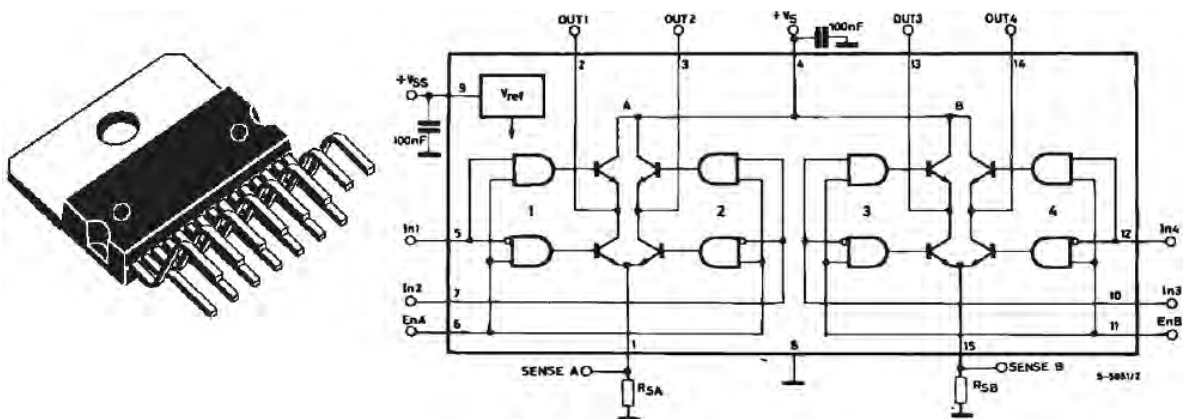 OUT1 OUT2 +VS 100nF OUT3 OUT4
2 3 4 13 14
+VSS 9 Vref A B
100nF
1 2 3 4
In1 5 12 In4
In2 7 10 In3
EnA 6 11 EnB
1 8 15
SENSE A SENSE B S-5851/2
RSA RSB